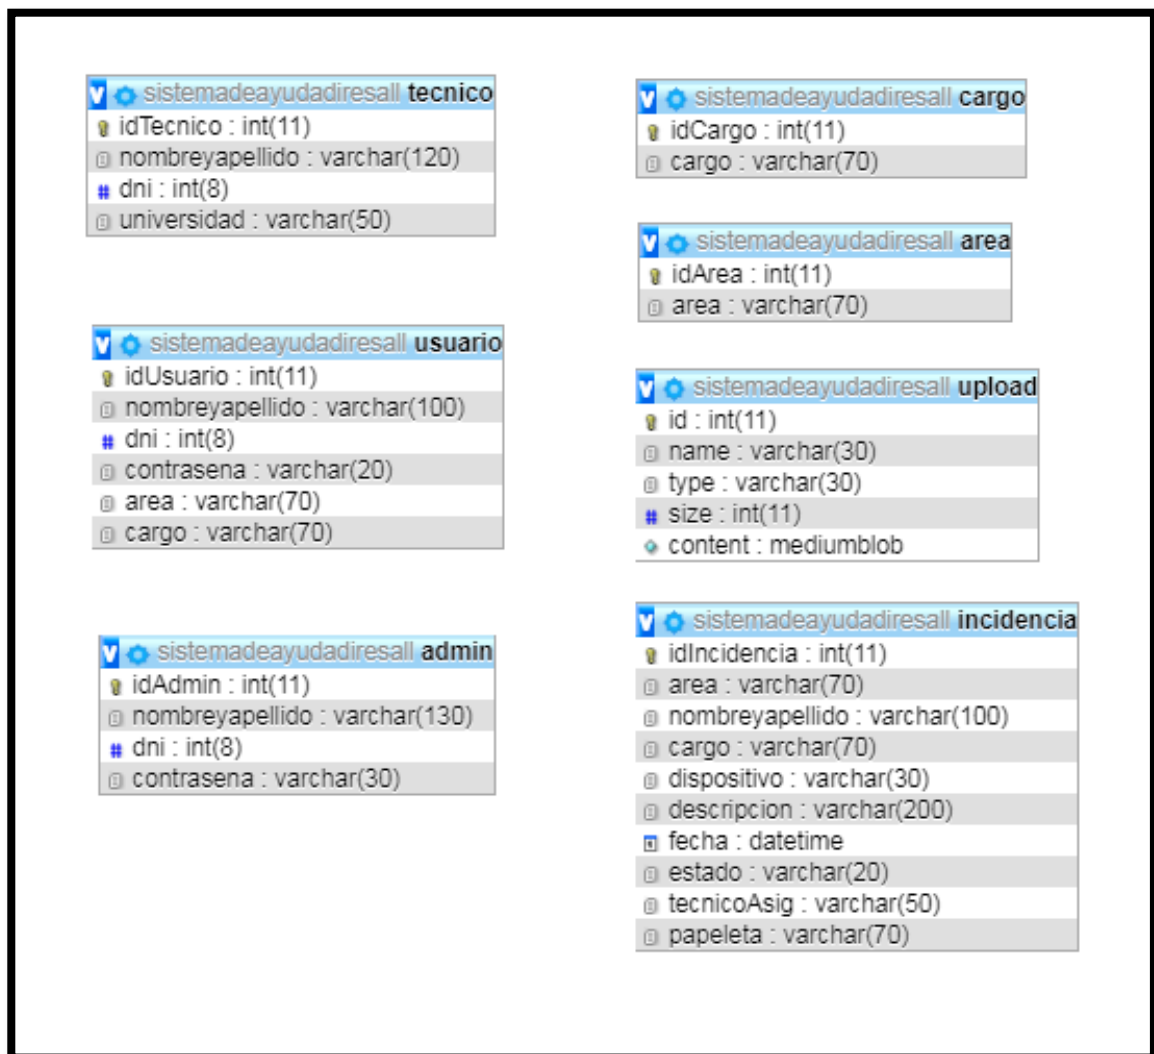 sistemadeayudadiresall tecnico
idTecnico : int(11)
nombreyapellido : varchar(120)
dni : int(8)
universidad : varchar(50)
sistemadeayudadiresall usuario
idUsuario : int(11)
nombreyapellido : varchar(100)
dni : int(8)
contrasena : varchar(20)
area : varchar(70)
cargo : varchar(70)
sistemadeayudadiresall admin
idAdmin : int(11)
nombreyapellido : varchar(130)
dni : int(8)
contrasena : varchar(30)
sistemadeayudadiresall cargo
idCargo : int(11)
cargo : varchar(70)
sistemadeayudadiresall area
idArea : int(11)
area : varchar(70)
sistemadeayudadiresall upload
id : int(11)
name : varchar(30)
type : varchar(30)
size : int(11)
content : mediumblob
sistemadeayudadiresall incidencia
idIncidencia : int(11)
area : varchar(70)
nombreyapellido : varchar(100)
cargo : varchar(70)
dispositivo : varchar(30)
descripcion : varchar(200)
fecha : datetime
estado : varchar(20)
tecnicoAsig : varchar(50)
papeleta : varchar(70)